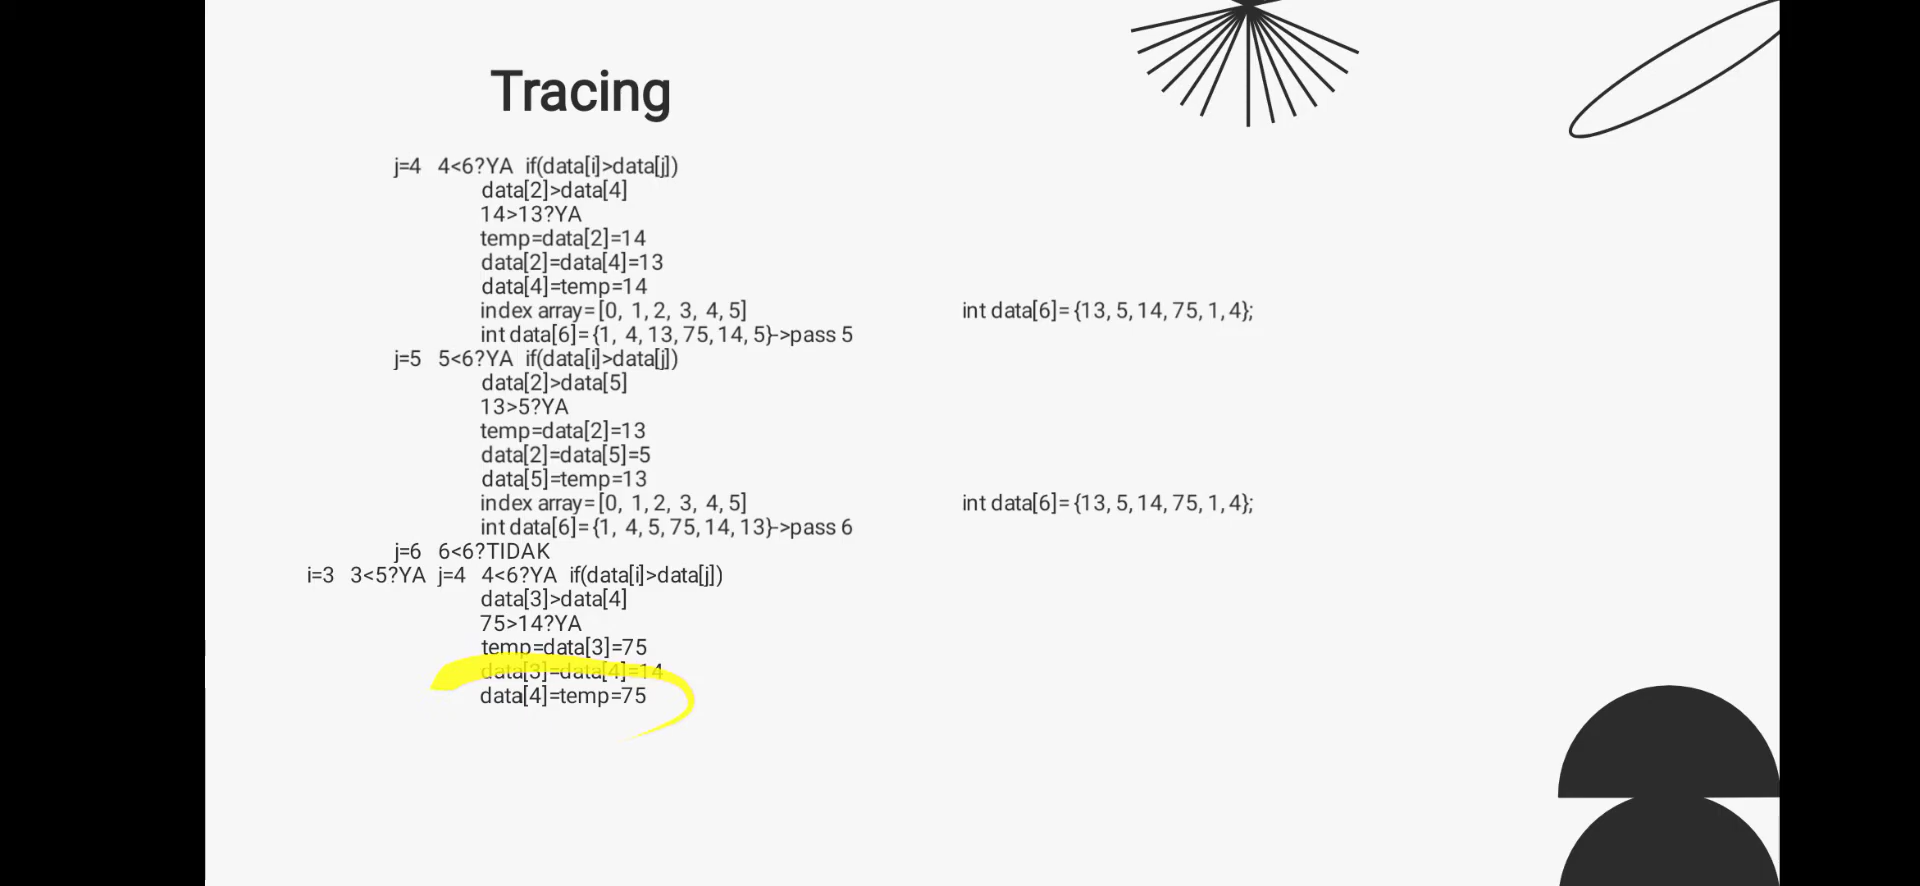 Tracing
j=4 4<6?YA if(data[i]>data[j])
data[2]>data[4]
14>13?YA
temp=data[2]=14
data[2]=data[4]=13
data[4]=temp=14
index array= [0, 1, 2, 3, 4, 5]
int data[6]= {13, 5, 14, 75, 1, 4};
int data[6]= {1, 4, 13, 75, 14, 5}->pass 5
j=5 5<6?YA if(data[i]>data[j])
data[2]>data[5]
13>5?YA
temp=data[2]=13
data[2]=data[5]=5
data[5]=temp=13
index array= [0, 1, 2, 3, 4, 5]
int data[6]= {13, 5, 14, 75, 1, 4};
int data[6]= {1, 4, 5, 75, 14, 13}->pass 6
j=6 6<6?TIDAK
i=3 3<5?YA j=4 4<6?YA if(data[i]>data[j])
data[3]>data[4]
75>14?YA
temp=data[3]=75
data[3]=data[4]=14
data[4]=temp=75